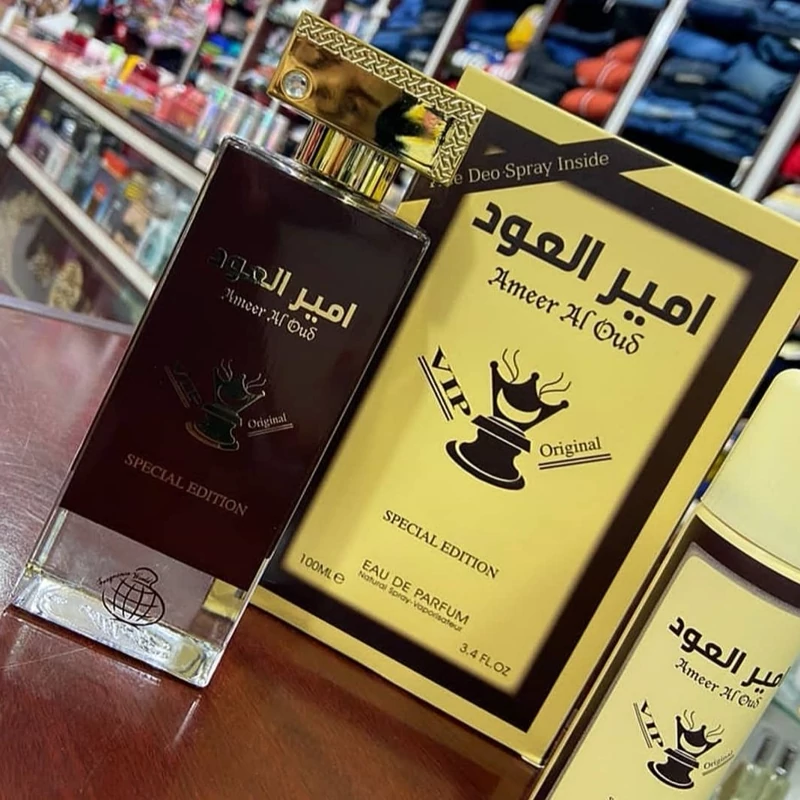 امير العود
Ameer Al Oud
VIP
Original
SPECIAL EDITION
Deo-Spray Inside
امير العود
Ameer Al Oud
VIP
Original
SPECIAL EDITION
100ML e
EAU DE PARFUM
Natural Spray-Vaporisateur
3.4 FL.OZ
امير العود
Ameer Al Oud
VIP
Original